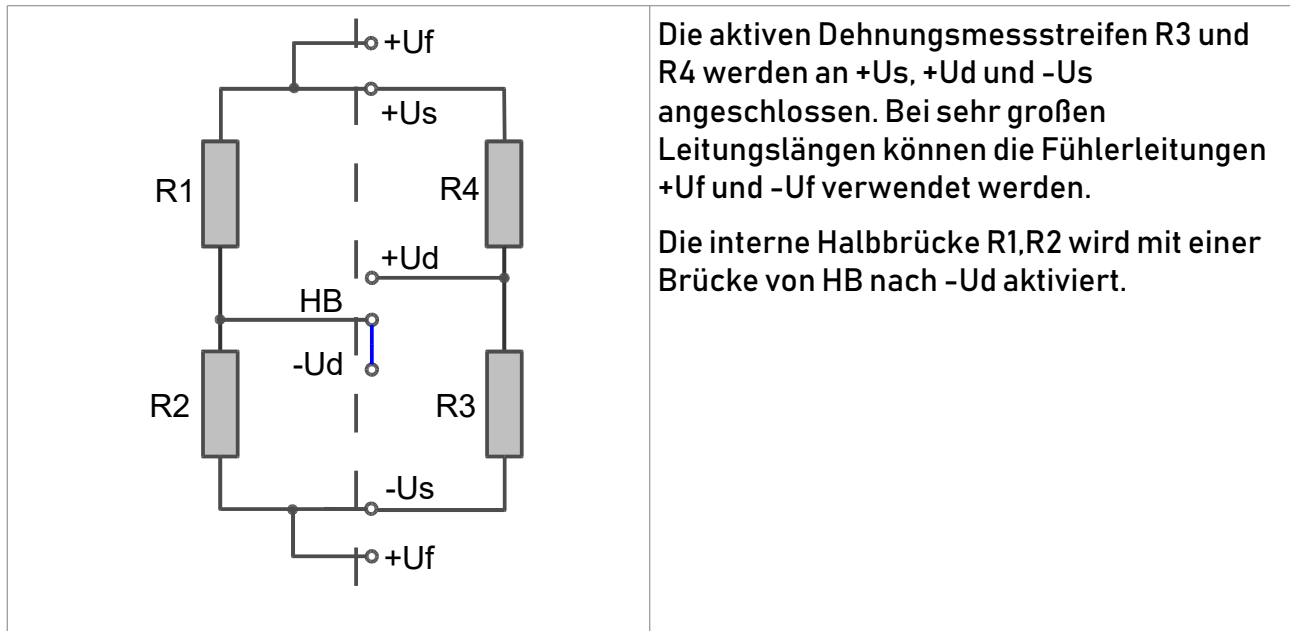 +Uf
+Us
R1
R4
+Ud
HB
-Ud
R2
R3
-Us
+Uf
Die aktiven Dehnungsmessstreifen R3 und
R4 werden an +Us, +Ud und -Us
angeschlossen. Bei sehr großen
Leitungslängen können die Fühlerleitungen
+Uf und -Uf verwendet werden.
Die interne Halbbrücke R1,R2 wird mit einer
Brücke von HB nach -Ud aktiviert.